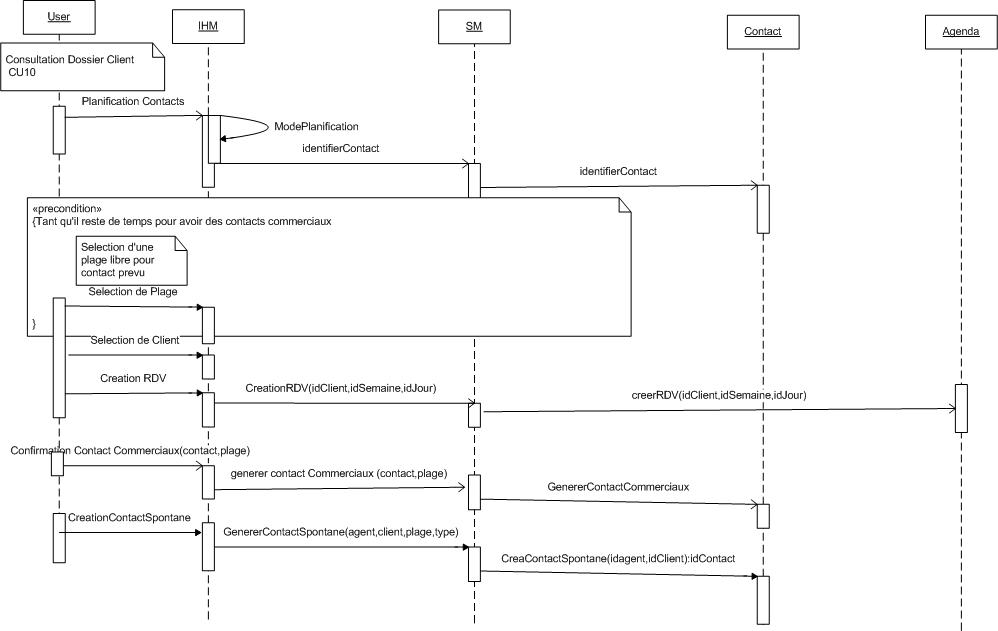 User
IHM
SM
Contact
Agenda
Consultation Dossier Client
CU10
Planification Contacts
ModePlanification
identifierContact
identifierContact
«precondition»
{Tant qu'il reste de temps pour avoir des contacts commerciaux
Selection d'une
plage libre pour
contact prevu
Selection de Plage
}
Selection de Client
Creation RDV
CreationRDV(idClient,idSemaine,idJour)
creerRDV(idClient,idSemaine,idJour)
Confirmation Contact Commerciaux(contact,plage)
generer contact Commerciaux (contact,plage)
GenererContactCommerciaux
CreationContactSpontane
GenererContactSpontane(agent,client,plage,type)
CreaContactSpontane(idagent,idClient):idContact